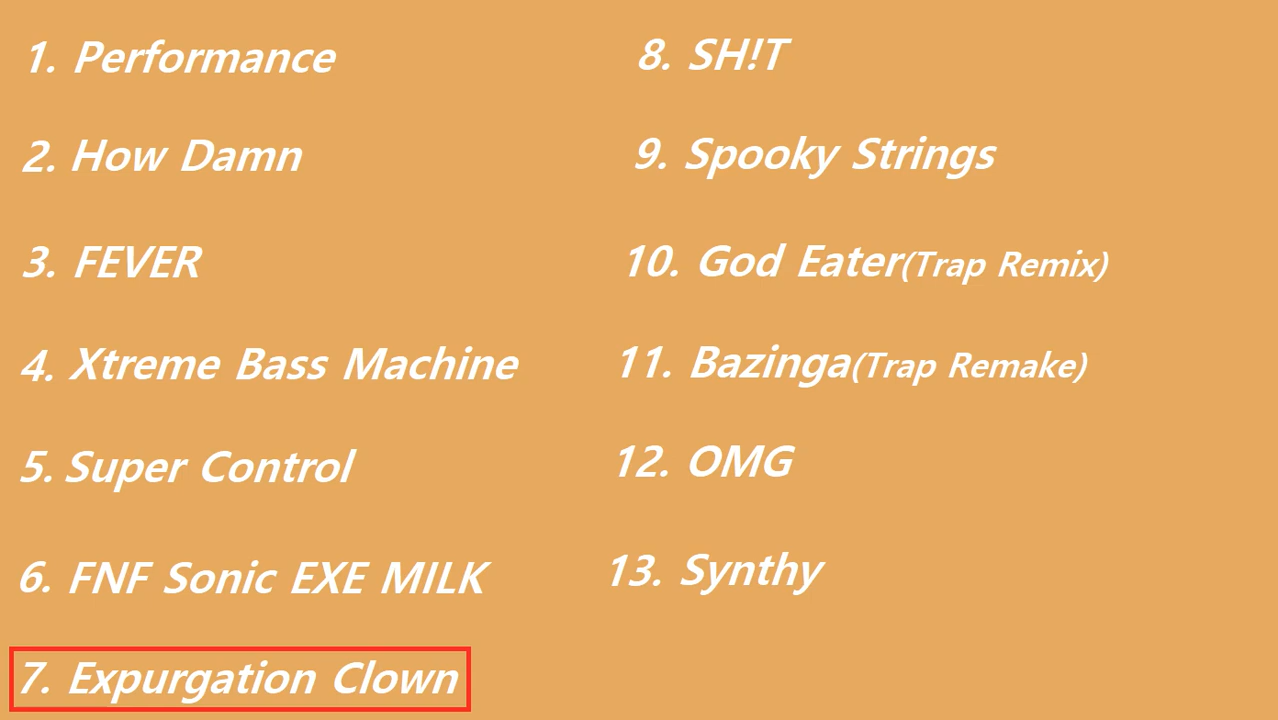 1. Performance
2. How Damn
3. FEVER
4. Xtreme Bass Machine
5. Super Control
6. FNF Sonic EXE MILK
7. Expurgation Clown
8. SH!T
9. Spooky Strings
10. God Eater(Trap Remix)
11. Bazinga(Trap Remake)
12. OMG
13. Synthy